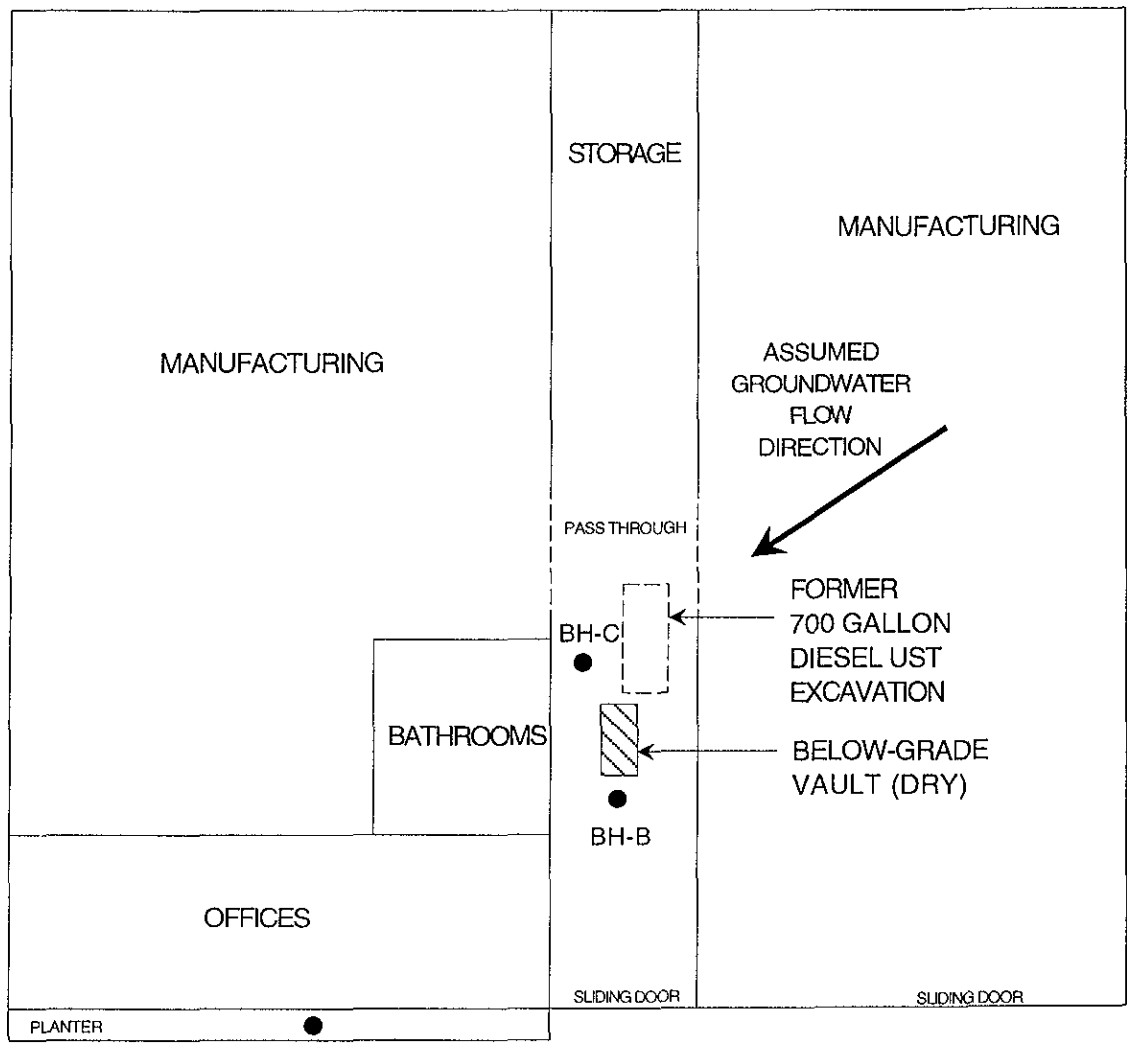 STORAGE
MANUFACTURING
MANUFACTURING
ASSUMED
GROUNDWATER
FLOW
DIRECTION
PASS THROUGH
FORMER
700 GALLON
DIESEL UST
EXCAVATION
BH-C
BATHROOMS
BELOW-GRADE
VAULT (DRY)
BH-B
OFFICES
SLIDING DOOR
SLIDING DOOR
PLANTER